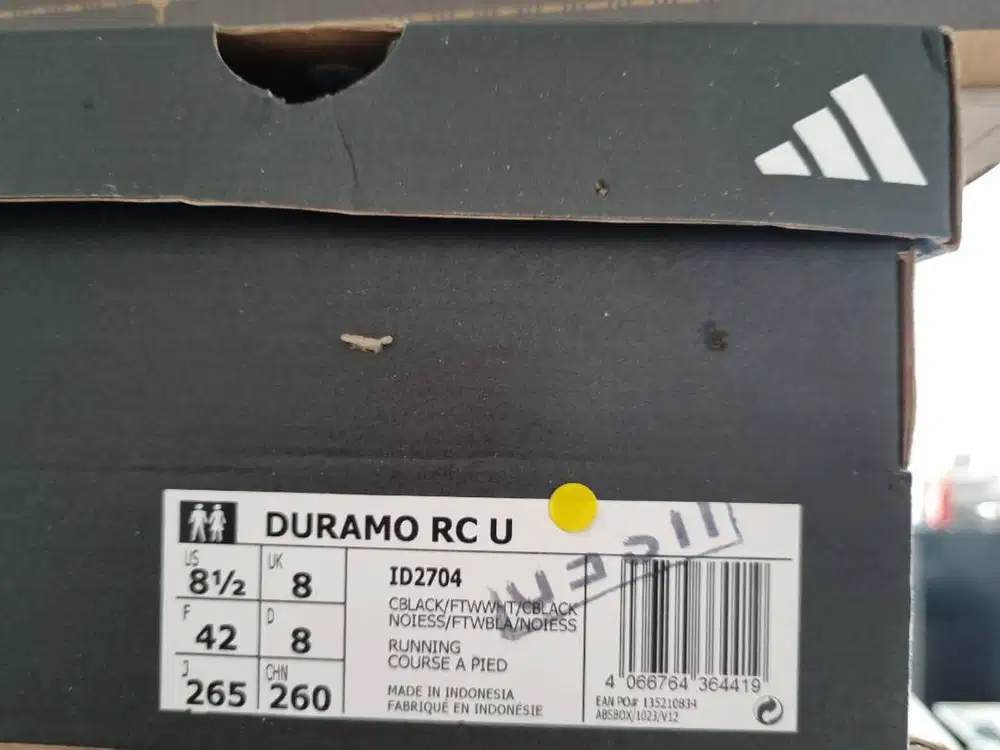 DURAMO RC U
US 8½ UK 8
F 42 D 8
J 265 CHN 260
ID2704
CBLACK/FTWWHT/CBLACK
NOIESS/FTWBLA/NOIESS
RUNNING
COURSE A PIED
MADE IN INDONESIA
FABRIQUÉ EN INDONÉSIE
4 066764 364419
EAN PO# 135210834
ABSBOX/1023/V12